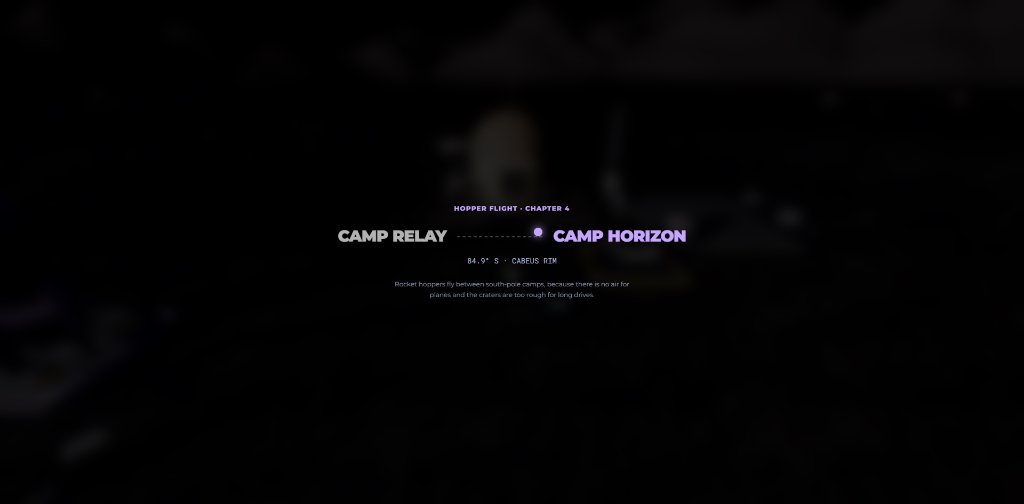 HOPPER FLIGHT · CHAPTER 4
CAMP RELAY CAMP HORIZON
84.9° S · CABEUS RIM
Rocket hoppers fly between south-pole camps, because there is no air for
planes and the craters are too rough for long drives.